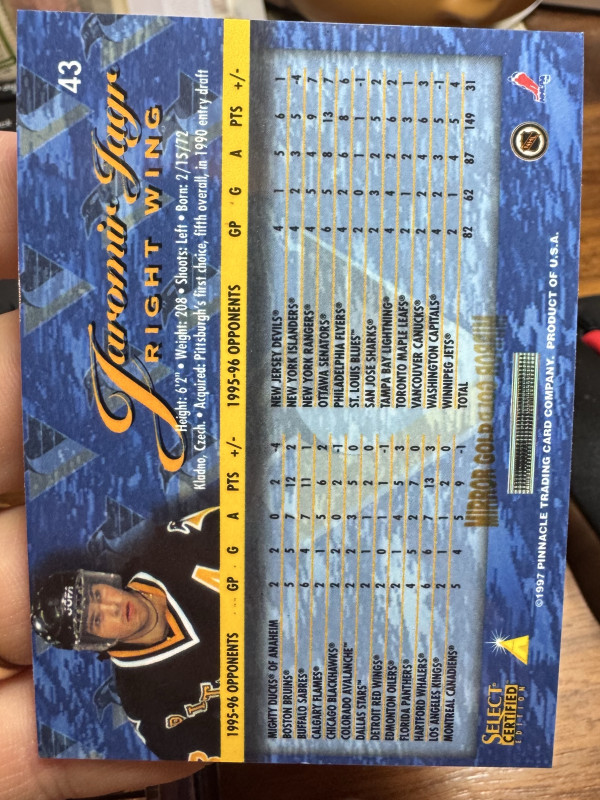 43
Jaromir Jagr
RIGHT WING
Height: 6'2" • Weight: 208 • Shoots: Left • Born: 2/15/72
Kladno, Czech. • Acquired: Pittsburgh's first choice, fifth overall, in 1990 entry draft
1995-96 OPPONENTS GP G A PTS +/-
MIGHTY DUCKS® OF ANAHEIM 2 2 0 2 -4
BOSTON BRUINS® 5 5 7 12 2
BUFFALO SABRES® 6 4 7 11 1
CALGARY FLAMES® 2 1 5 6 2
CHICAGO BLACKHAWKS® 2 2 0 2 -1
COLORADO AVALANCHE™ 2 2 3 5 0
DALLAS STARS™ 2 1 1 2 0
DETROIT RED WINGS® 2 0 1 1 -1
EDMONTON OILERS® 2 1 4 5 3
FLORIDA PANTHERS® 4 5 2 7 0
HARTFORD WHALERS® 6 6 7 13 3
LOS ANGELES KINGS® 2 1 1 2 0
MONTREAL CANADIENS® 5 4 5 9 -1
1995-96 OPPONENTS GP G A PTS +/-
NEW JERSEY DEVILS® 4 1 5 6 1
NEW YORK ISLANDERS® 4 2 3 5 -4
NEW YORK RANGERS® 4 5 4 9 7
OTTAWA SENATORS® 6 5 8 13 7
PHILADELPHIA FLYERS® 4 2 6 8 6
ST. LOUIS BLUES™ 2 0 1 1 -1
SAN JOSE SHARKS® 2 3 2 5 2
TAMPA BAY LIGHTNING® 4 2 4 6 2
TORONTO MAPLE LEAFS® 2 1 2 3 1
VANCOUVER CANUCKS® 2 2 4 6 3
WASHINGTON CAPITALS® 4 2 3 5 -1
WINNIPEG JETS® 2 1 4 5 4
TOTAL 82 62 87 149 31
MIRROR GOLD
SELECT
CERTIFIED
EDITION
©1997 PINNACLE TRADING CARD COMPANY. PRODUCT OF U.S.A.
NHL